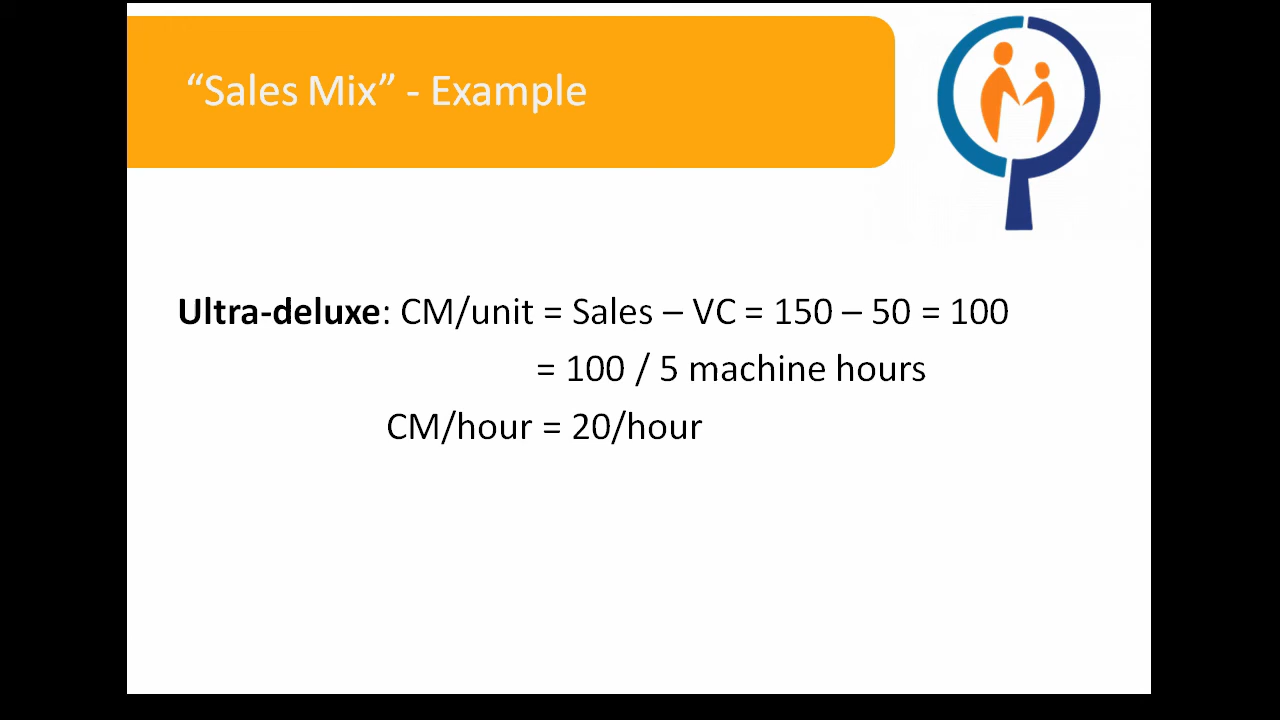 “Sales Mix” - Example
Ultra-deluxe: CM/unit = Sales – VC = 150 – 50 = 100
= 100 / 5 machine hours
CM/hour = 20/hour